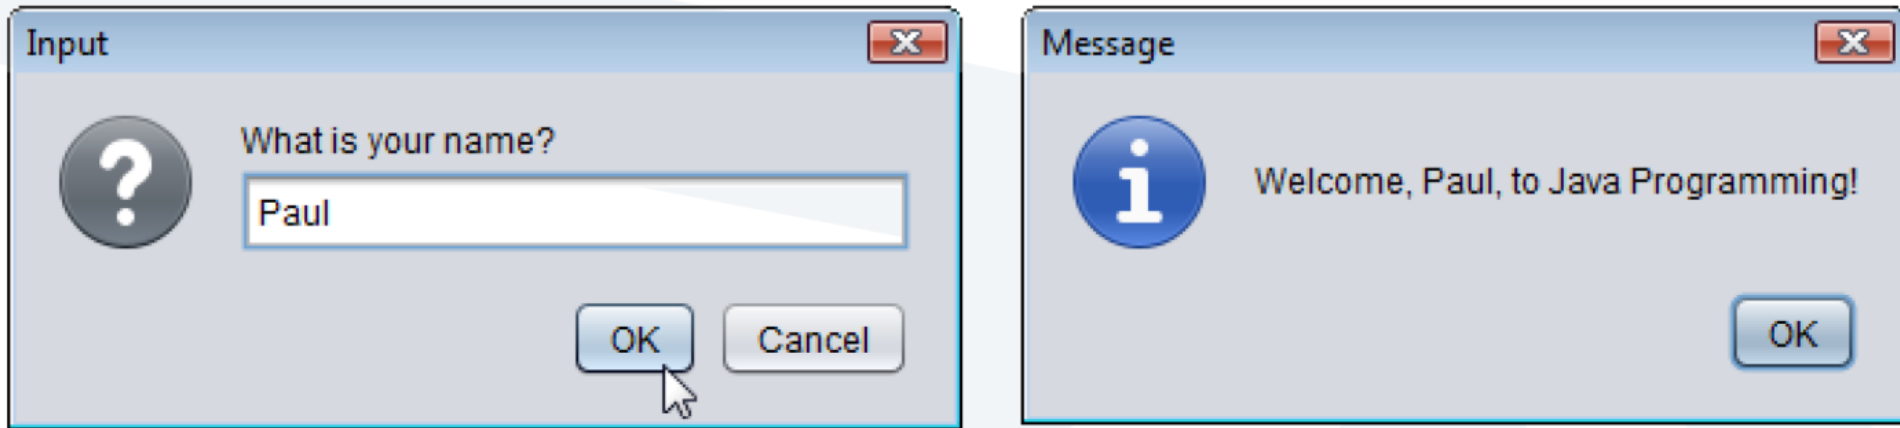 Input
What is your name?
Paul
OK
Cancel
Message
Welcome, Paul, to Java Programming!
OK